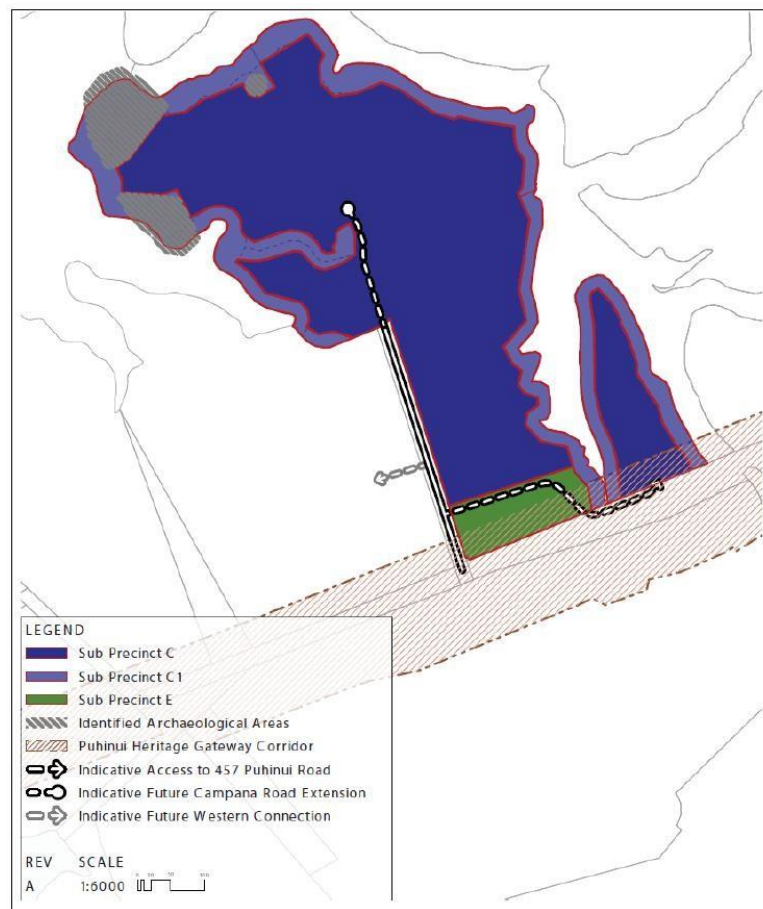 LEGEND
Sub Precinct C
Sub Precinct C1
Sub Precinct E
Identified Archaeological Areas
Puhinui Heritage Gateway Corridor
Indicative Access to 457 Puhinui Road
Indicative Future Campana Road Extension
Indicative Future Western Connection
REV SCALE
A 1:6000